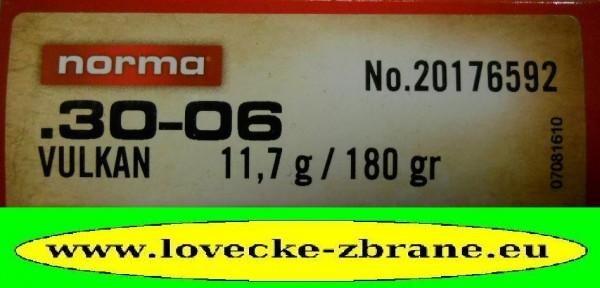 norma
No.20176592
.30-06
VULKAN 11,7 g / 180 gr
07081610
www.lovecke-zbrane.eu